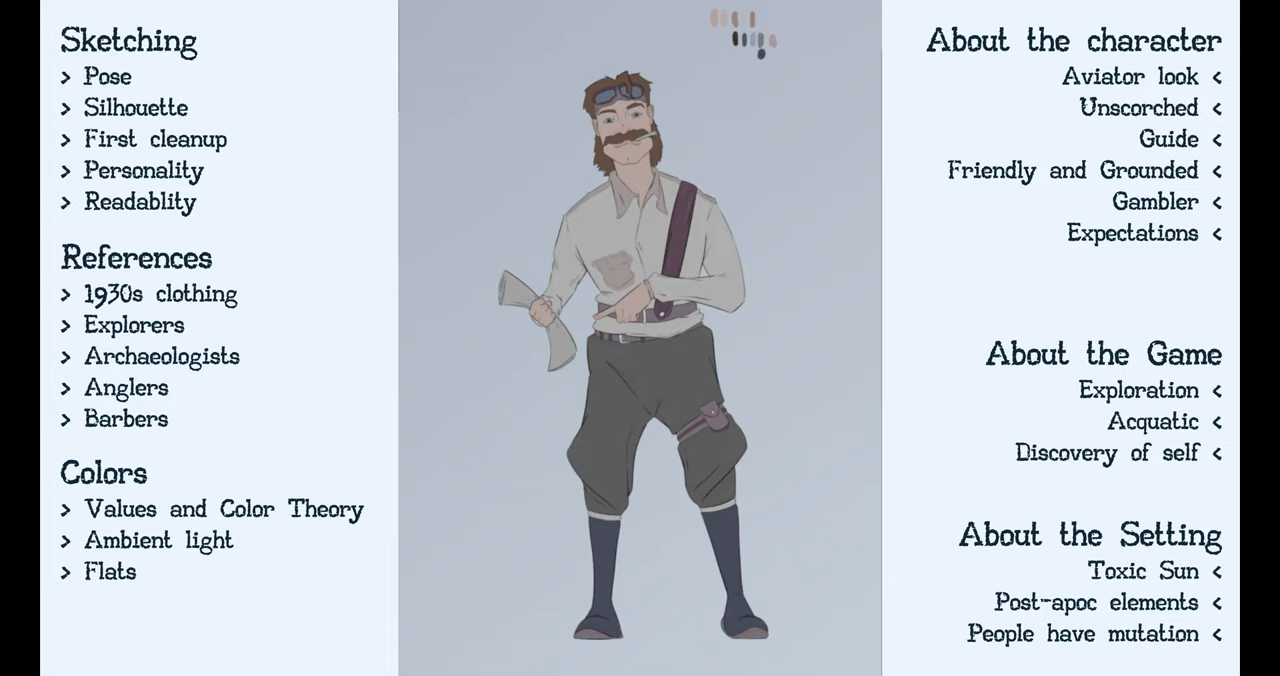 Sketching
> Pose
> Silhouette
> First cleanup
> Personality
> Readablity
References
> 1930s clothing
> Explorers
> Archaeologists
> Anglers
> Barbers
Colors
> Values and Color Theory
> Ambient light
> Flats
About the character
Aviator look <
Unscorched <
Guide <
Friendly and Grounded <
Gambler <
Expectations <
About the Game
Exploration <
Acquatic <
Discovery of self <
About the Setting
Toxic Sun <
Post-apoc elements <
People have mutation <